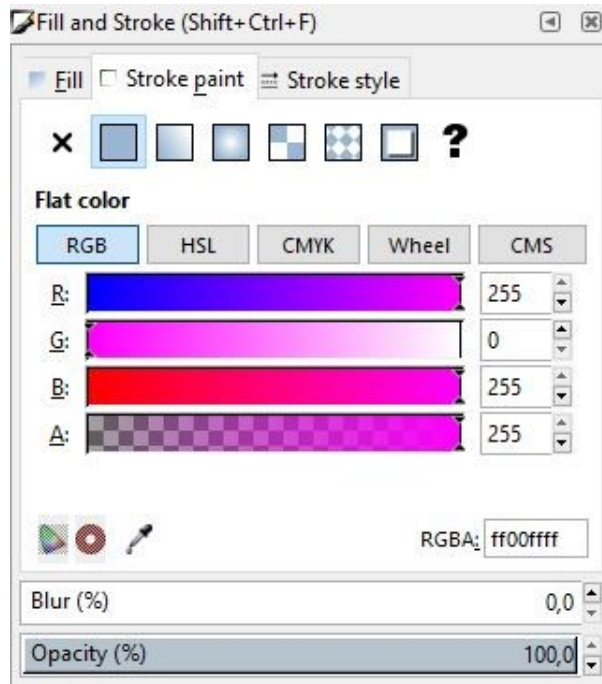 Fill and Stroke (Shift+Ctrl+F)
Fill Stroke paint Stroke style
?
Flat color
RGB HSL CMYK Wheel CMS
R: 255
G: 0
B: 255
A: 255
RGBA: ff00ffff
Blur (%) 0,0
Opacity (%) 100,0